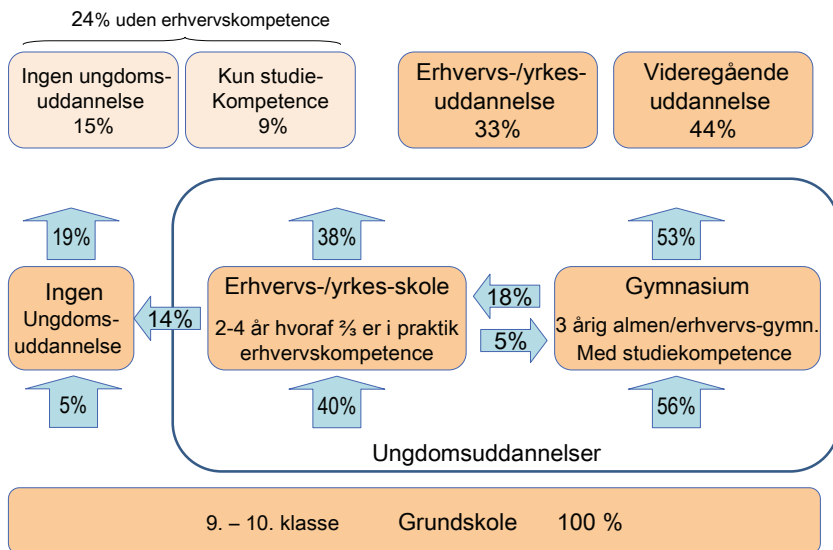 24% uden erhvervskompetence
Ingen ungdoms-
uddannelse
15%
Kun studie-
Kompetence
9%
Erhvervs-/yrkes-
uddannelse
33%
Videregående
uddannelse
44%
19%
38%
53%
Ingen
Ungdoms-
uddannelse
14%
Erhvervs-/yrkes-skole
2-4 år hvoraf ⅔ er i praktik
erhvervskompetence
18%
5%
Gymnasium
3 årig almen/erhvervs-gymn.
Med studiekompetence
5%
40%
56%
Ungdomsuddannelser
9. – 10. klasse Grundskole 100 %